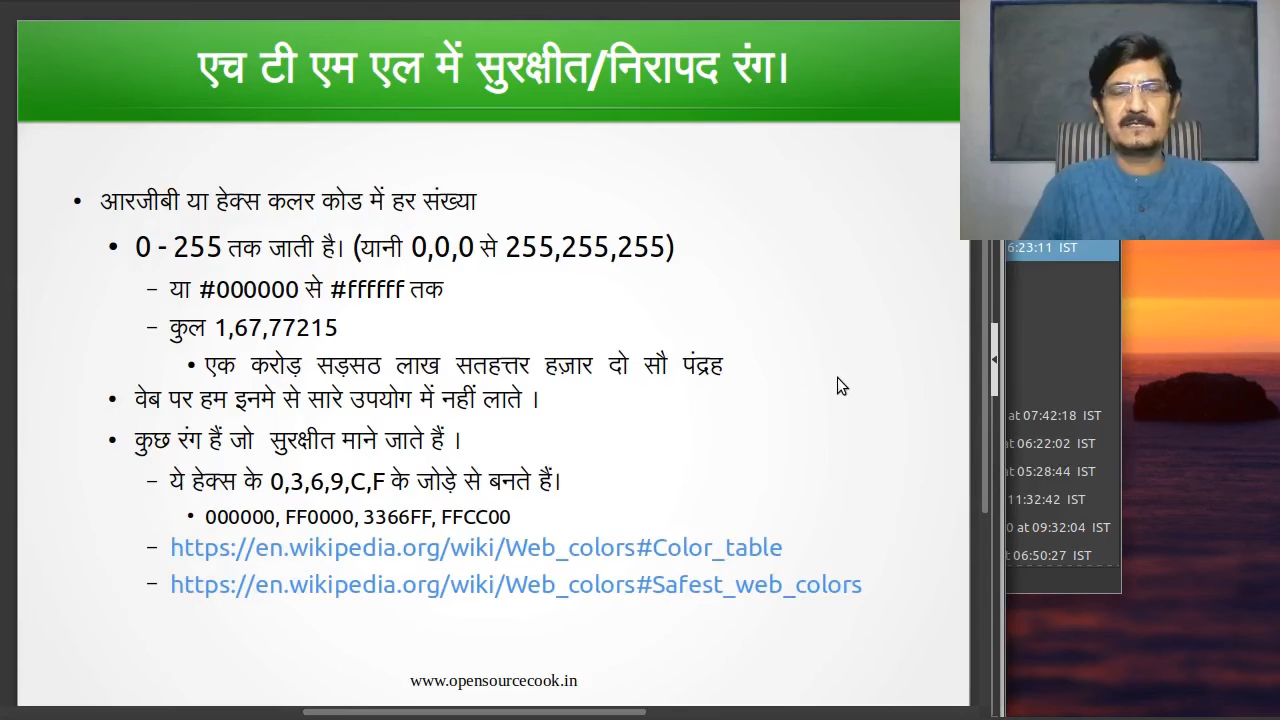 एच टी एम एल में सुरक्षीत/निरापद रंग।
• आरजीबी या हेक्स कलर कोड में हर संख्या
• 0 - 255 तक जाती है। (यानी 0,0,0 से 255,255,255)
– या #000000 से #ffffff तक
– कुल 1,67,77215
• एक करोड़ सड़सठ लाख सतहत्तर हज़ार दो सौ पंद्रह
• वेब पर हम इनमे से सारे उपयोग में नहीं लाते ।
• कुछ रंग हैं जो सुरक्षीत माने जाते हैं ।
– ये हेक्स के 0,3,6,9,C,F के जोड़े से बनते हैं।
• 000000, FF0000, 3366FF, FFCC00
– https://en.wikipedia.org/wiki/Web_colors#Color_table
– https://en.wikipedia.org/wiki/Web_colors#Safest_web_colors
www.opensourcecook.in
6:23:11 IST
at 07:42:18 IST
at 06:22:02 IST
at 05:28:44 IST
11:32:42 IST
0 at 09:32:04 IST
at 06:50:27 IST